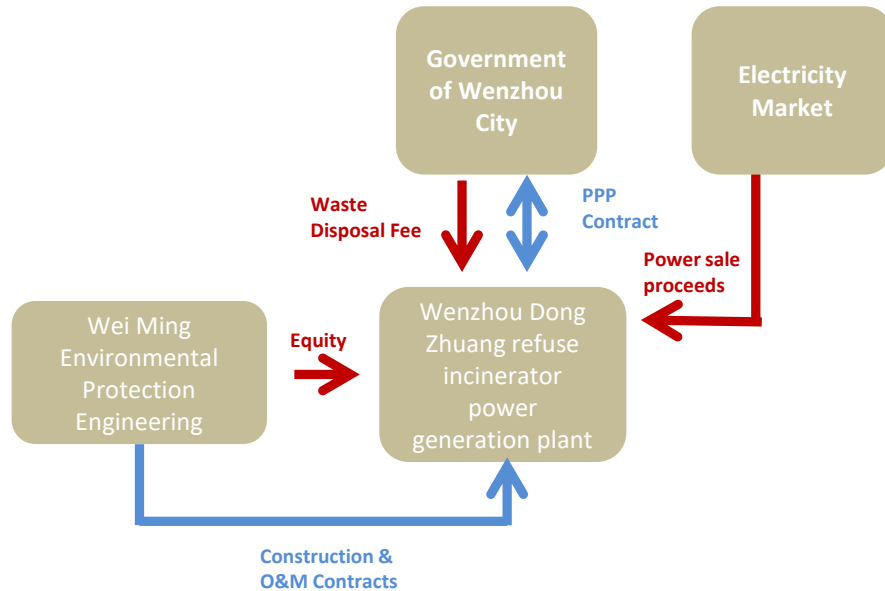 Government
of Wenzhou
City
Electricity
Market
Waste
Disposal Fee
PPP
Contract
Power sale
proceeds
Wei Ming
Environmental
Protection
Engineering
Equity
Wenzhou Dong
Zhuang refuse
incinerator
power
generation plant
Construction &
O&M Contracts